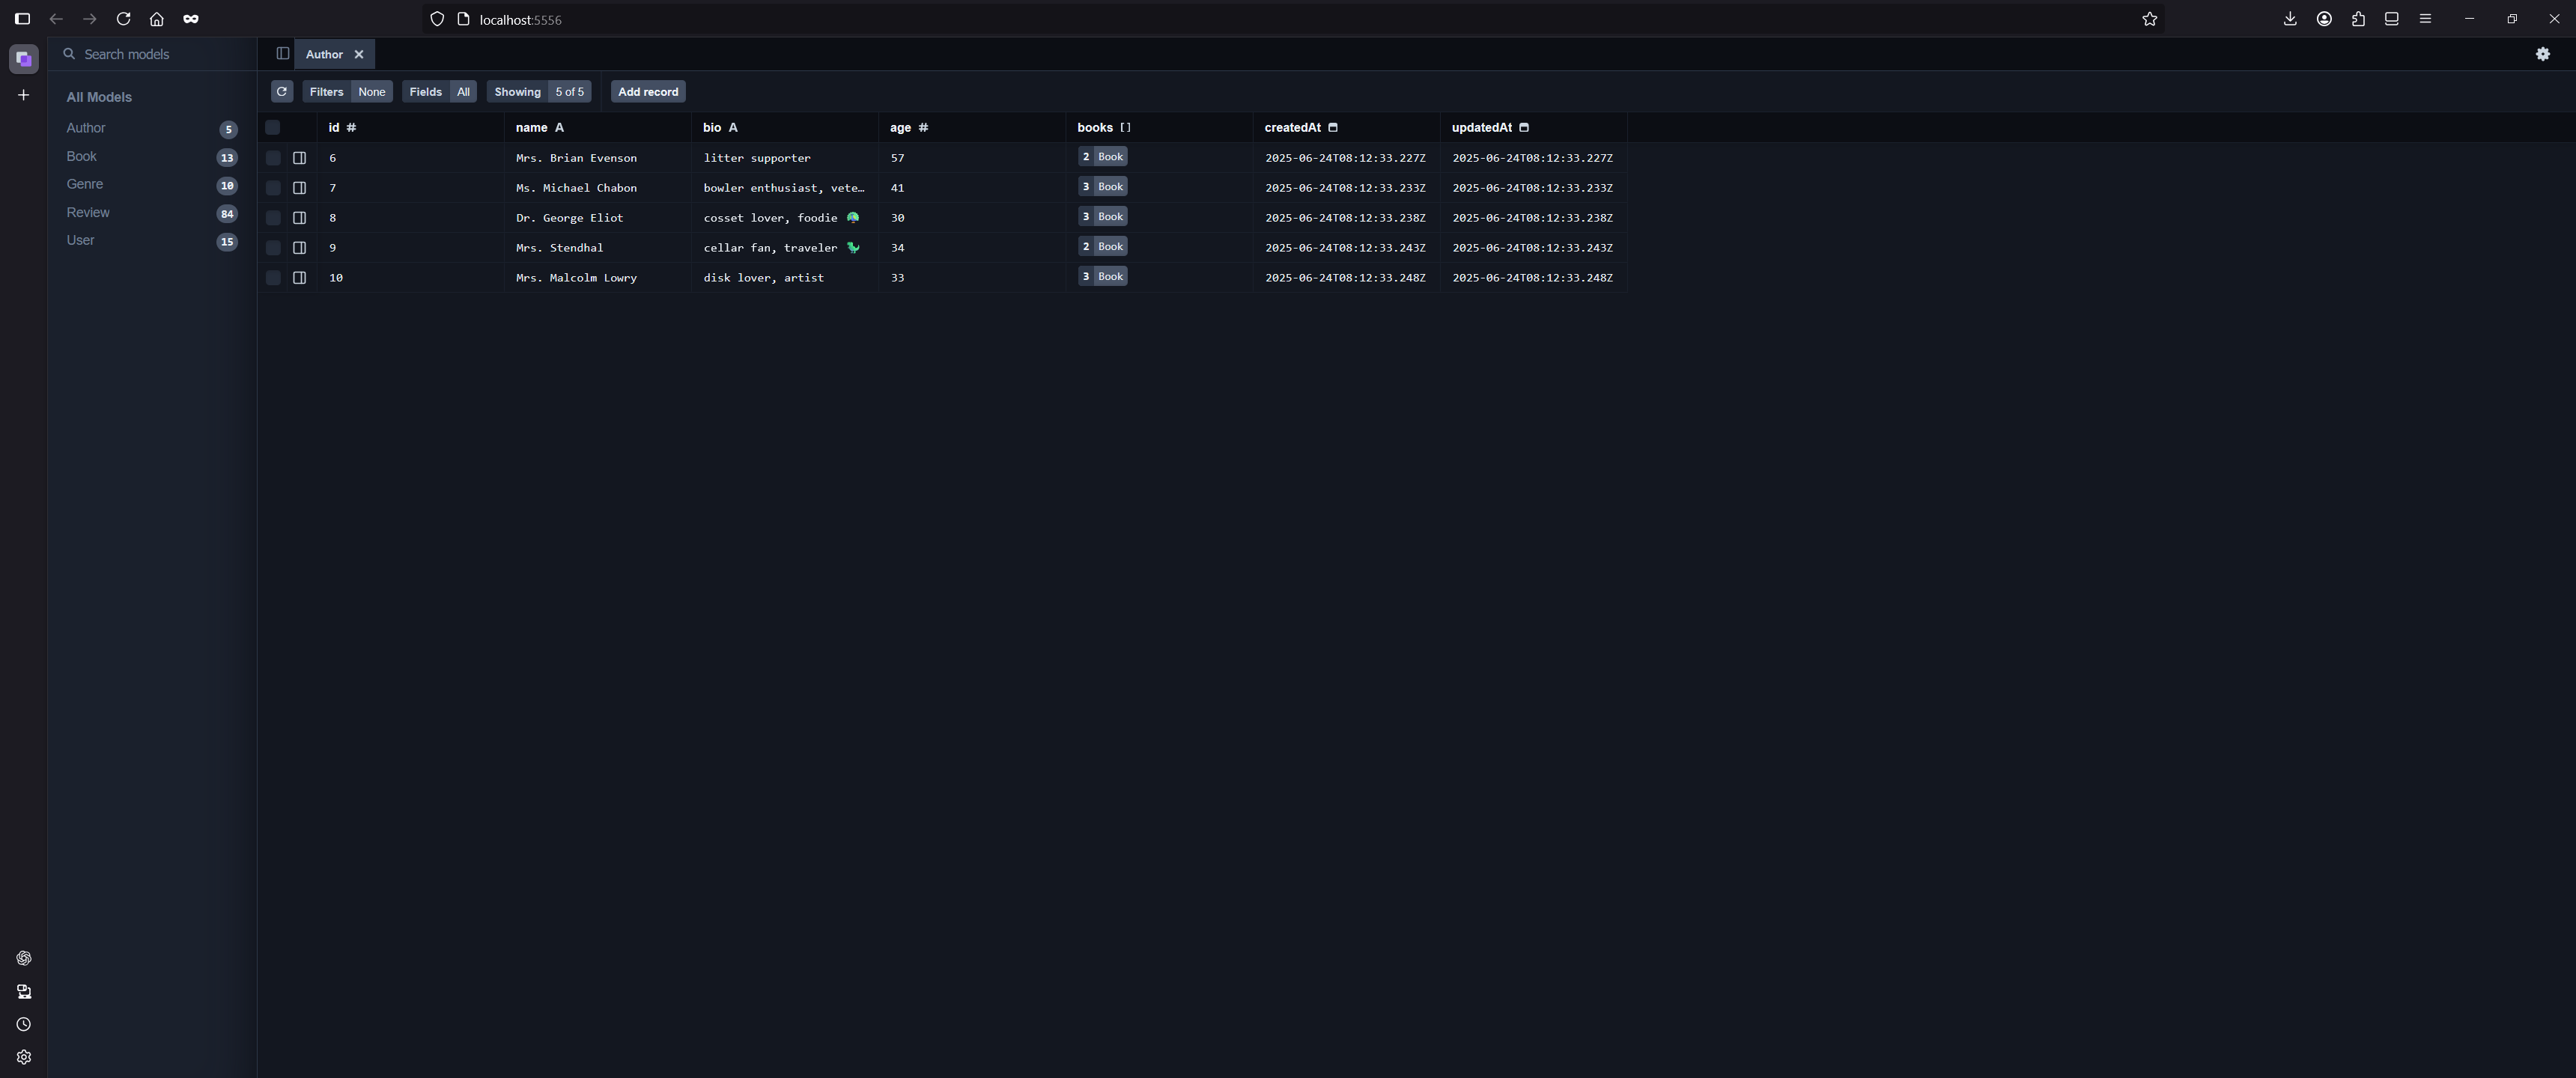 localhost:5556
Search models
Author
All Models
Author 5
Book 13
Genre 10
Review 84
User 15
Filters None Fields All Showing 5 of 5 Add record
id # name A bio A age # books [] createdAt updatedAt
6 Mrs. Brian Evenson litter supporter 57 2 Book 2025-06-24T08:12:33.227Z 2025-06-24T08:12:33.227Z
7 Ms. Michael Chabon bowler enthusiast, vete… 41 3 Book 2025-06-24T08:12:33.233Z 2025-06-24T08:12:33.233Z
8 Dr. George Eliot cosset lover, foodie 🦚 30 3 Book 2025-06-24T08:12:33.238Z 2025-06-24T08:12:33.238Z
9 Mrs. Stendhal cellar fan, traveler 🦖 34 2 Book 2025-06-24T08:12:33.243Z 2025-06-24T08:12:33.243Z
10 Mrs. Malcolm Lowry disk lover, artist 33 3 Book 2025-06-24T08:12:33.248Z 2025-06-24T08:12:33.248Z